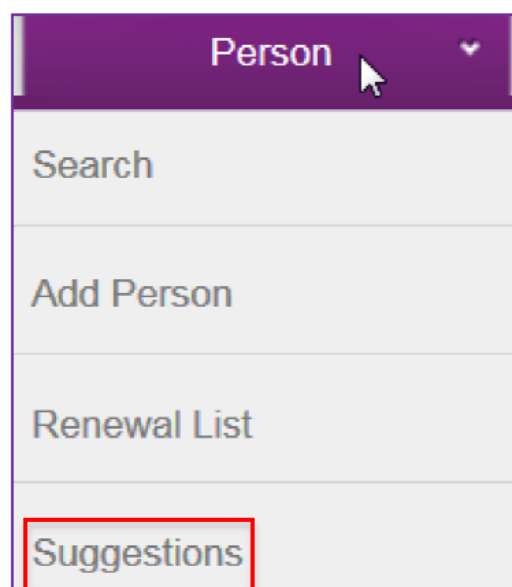 Person
Search
Add Person
Renewal List
Suggestions